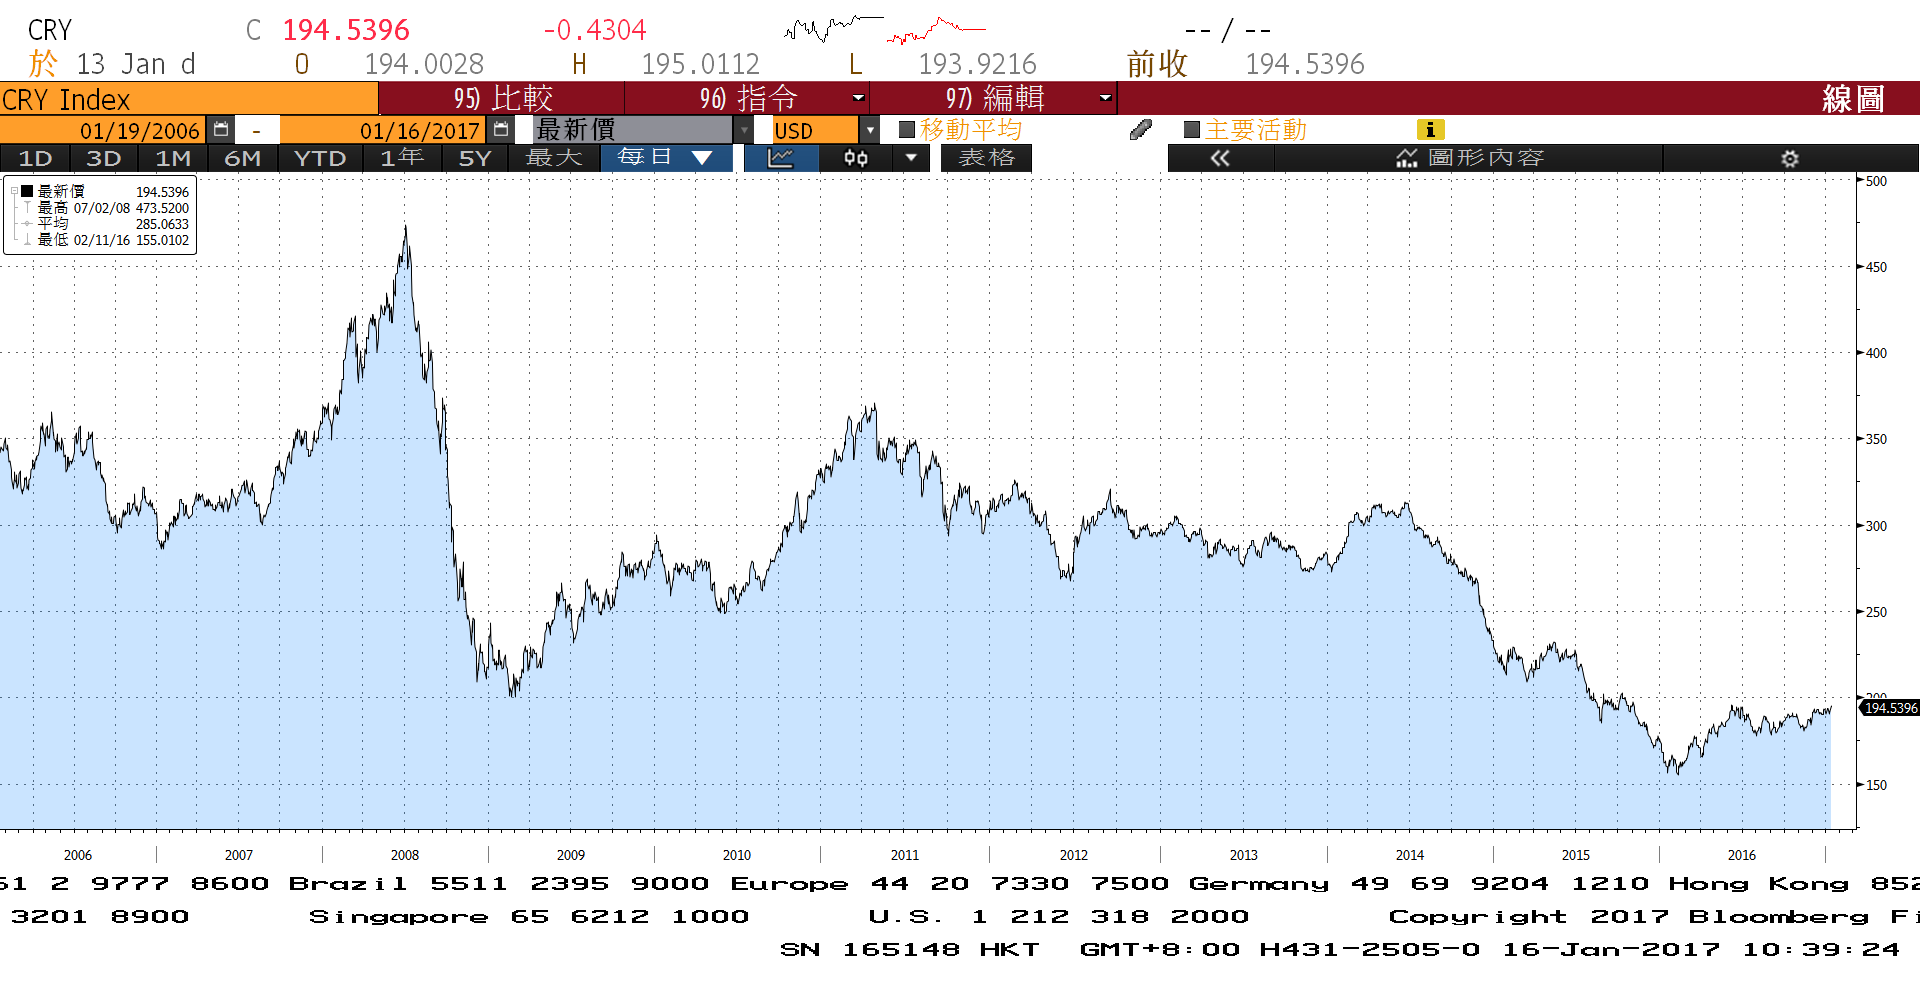 CRY C 194.5396 -0.4304 -- / --
於 13 Jan d O 194.0028 H 195.0112 L 193.9216 前收 194.5396
CRY Index 95) 比較 96) 指令 97) 編輯 線圖
01/19/2006 - 01/16/2017 最新價 USD 移動平均 主要活動
1D 3D 1M 6M YTD 1年 5Y 最大 每日 表格 圖形內容
最新價 194.5396
最高 07/02/08 473.5200
平均 285.0633
最低 02/11/16 155.0102
500
450
400
350
300
250
200
194.5396
150
2006 2007 2008 2009 2010 2011 2012 2013 2014 2015 2016
61 2 9777 8600 Brazil 5511 2395 9000 Europe 44 20 7330 7500 Germany 49 69 9204 1210 Hong Kong 852
3201 8900 Singapore 65 6212 1000 U.S. 1 212 318 2000 Copyright 2017 Bloomberg Fi
SN 165148 HKT GMT+8:00 H431-2505-0 16-Jan-2017 10:39:24